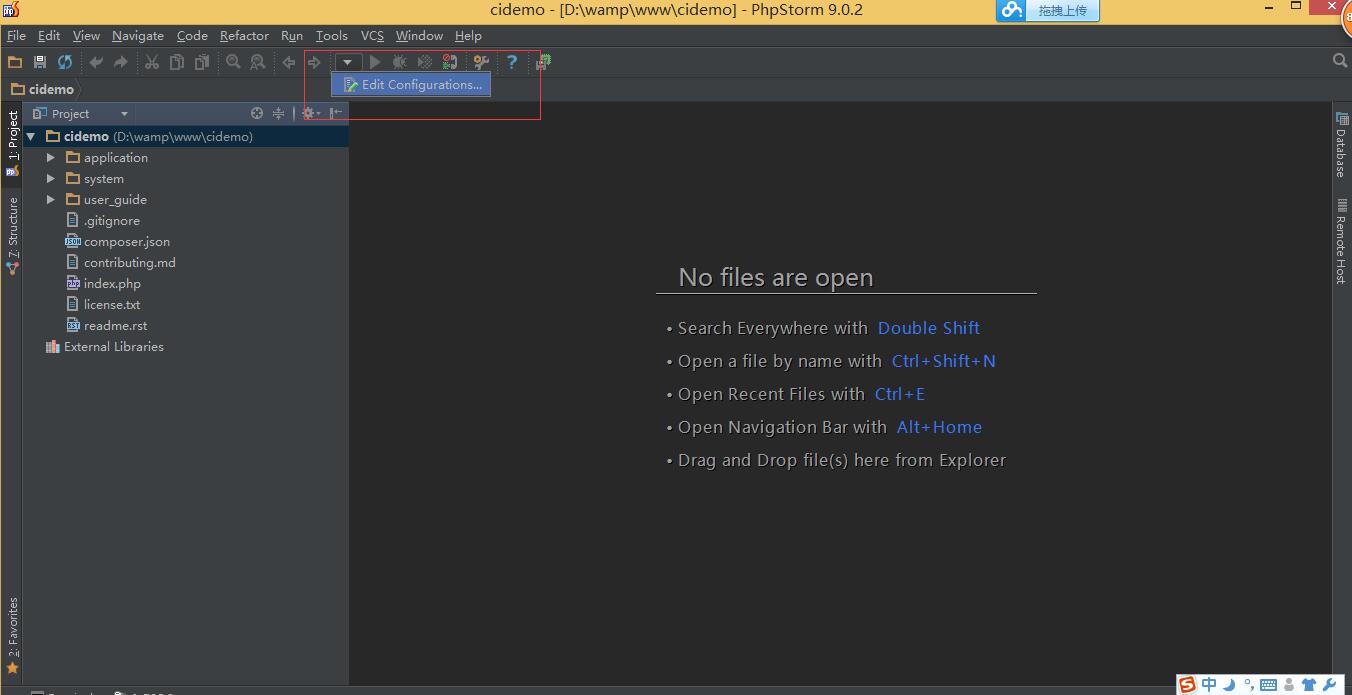 cidemo - [D:\wamp\www\cidemo] - PhpStorm 9.0.2
拖拽上传
File Edit View Navigate Code Refactor Run Tools VCS Window Help
Edit Configurations...
cidemo
Project
cidemo (D:\wamp\www\cidemo)
application
system
user_guide
.gitignore
composer.json
contributing.md
index.php
license.txt
readme.rst
External Libraries
1: Project
7: Structure
2: Favorites
No files are open
• Search Everywhere with Double Shift
• Open a file by name with Ctrl+Shift+N
• Open Recent Files with Ctrl+E
• Open Navigation Bar with Alt+Home
• Drag and Drop file(s) here from Explorer
Database
Remote Host
中